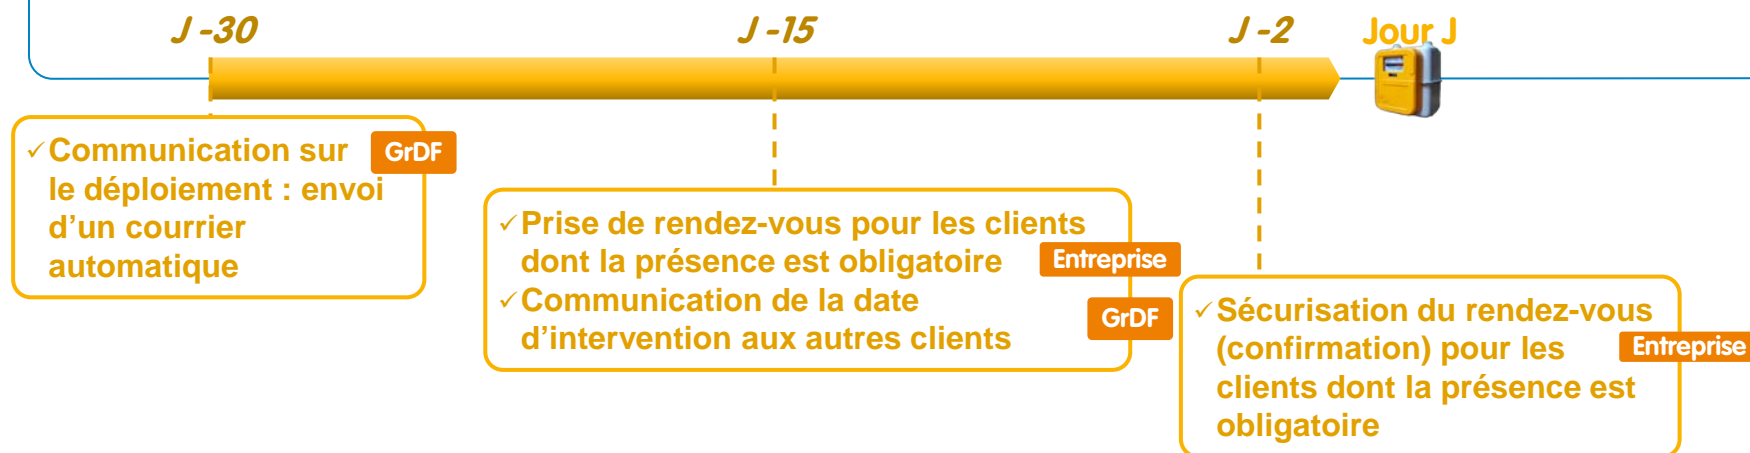 J -30
J -15
J -2
Jour J
✓Communication sur
le déploiement : envoi
d’un courrier
automatique
GrDF
✓Prise de rendez-vous pour les clients
dont la présence est obligatoire
Entreprise
✓Communication de la date
d’intervention aux autres clients
GrDF
✓Sécurisation du rendez-vous
(confirmation) pour les
clients dont la présence est
obligatoire
Entreprise